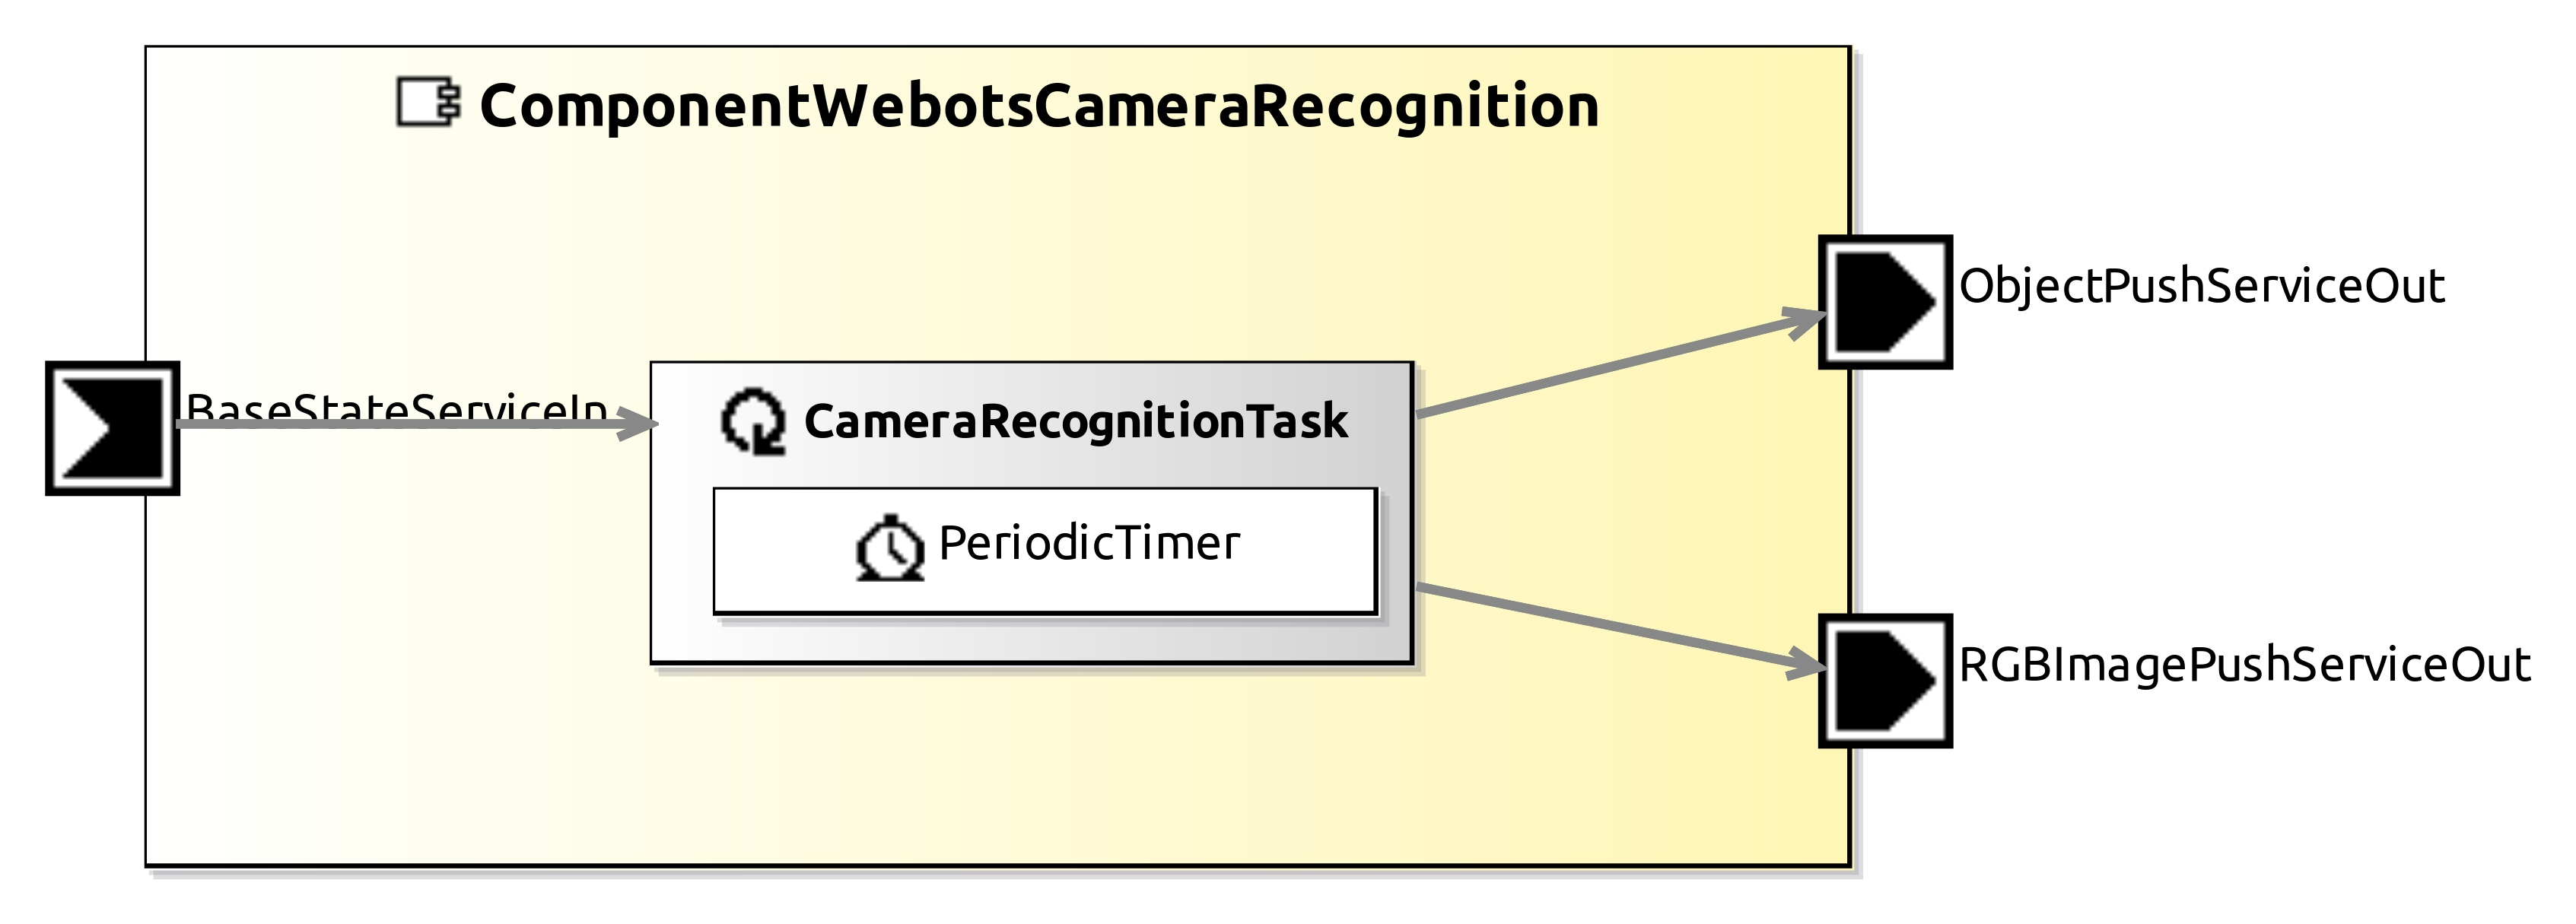 ComponentWebotsCameraRecognition
ObjectPushServiceOut
BaseStateServiceIn
CameraRecognitionTask
PeriodicTimer
RGBImagePushServiceOut